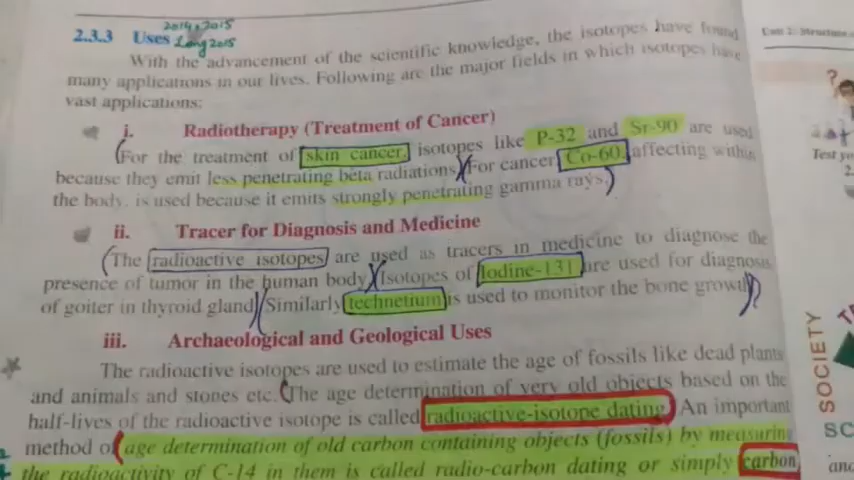 2014, 2015
2.3.3 Uses Long 2015
With the advancement of the scientific knowledge, the isotopes have found
many applications in our lives. Following are the major fields in which isotopes have
vast applications:
i. Radiotherapy (Treatment of Cancer)
For the treatment of skin cancer, isotopes like P-32 and Sr-90 are used
because they emit less penetrating beta radiations. For cancer Co-60, affecting within
the body, is used because it emits strongly penetrating gamma rays.
ii. Tracer for Diagnosis and Medicine
The radioactive isotopes are used as tracers in medicine to diagnose the
presence of tumor in the human body. Isotopes of Iodine-131 are used for diagnosis
of goiter in thyroid gland. Similarly technetium is used to monitor the bone growth.
iii. Archaeological and Geological Uses
The radioactive isotopes are used to estimate the age of fossils like dead plants
and animals and stones etc. The age determination of very old objects based on the
half-lives of the radioactive isotope is called radioactive-isotope dating. An important
method of age determination of old carbon containing objects (fossils) by measuring
the radioactivity of C-14 in them is called radio-carbon dating or simply carbon
Unit 2: Structure
?
Test yo
2.
SOCIETY
SC
and